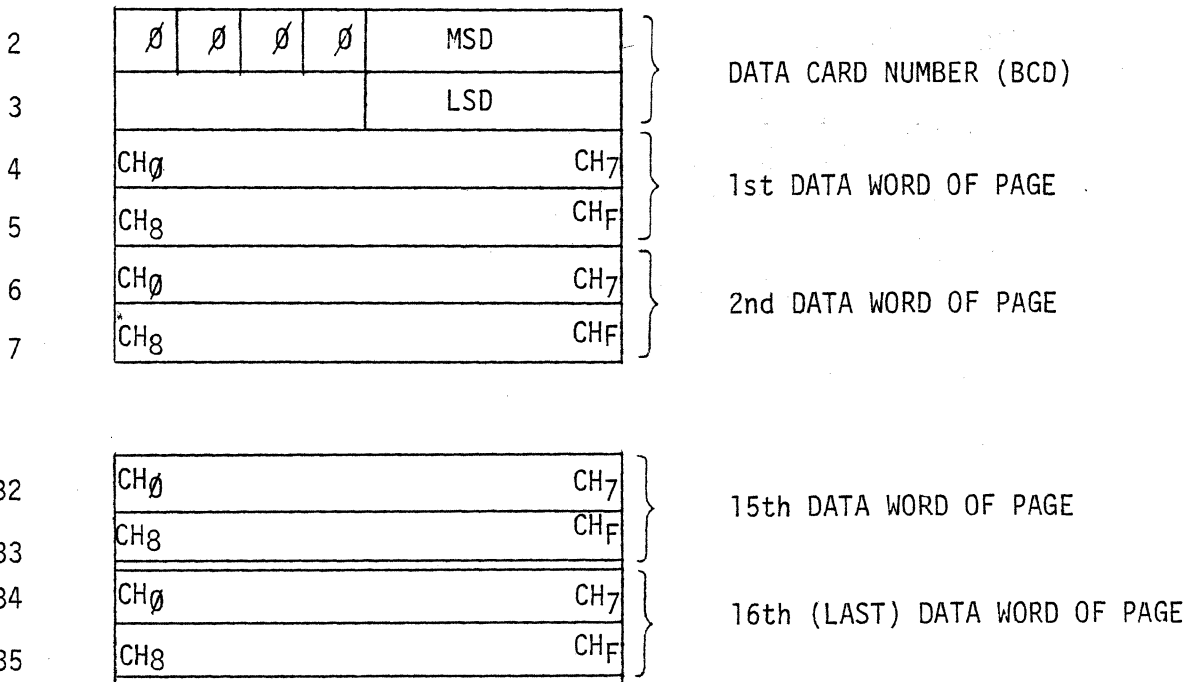 2 Ø Ø Ø Ø MSD
DATA CARD NUMBER (BCD)
3 LSD
4 CHØ CH7
1st DATA WORD OF PAGE
5 CH8 CHF
6 CHØ CH7
2nd DATA WORD OF PAGE
7 CH8 CHF
32 CHØ CH7
15th DATA WORD OF PAGE
33 CH8 CHF
34 CHØ CH7
16th (LAST) DATA WORD OF PAGE
35 CH8 CHF